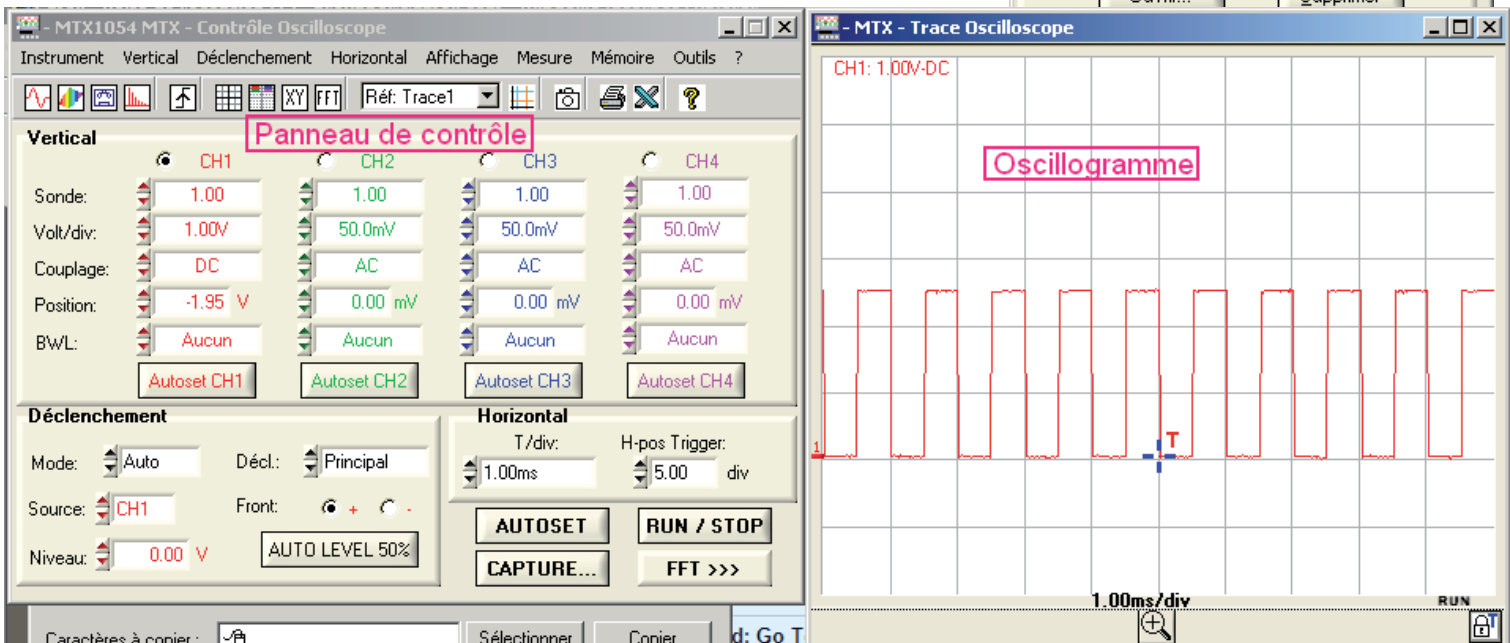 Ouvrir... Supprimer
- MTX1054 MTX - Contrôle Oscilloscope
Instrument Vertical Déclenchement Horizontal Affichage Mesure Mémoire Outils ?
XY FFT Réf: Trace1 ?
Panneau de contrôle
Vertical
CH1 CH2 CH3 CH4
Sonde: 1.00 1.00 1.00 1.00
Volt/div: 1.00V 50.0mV 50.0mV 50.0mV
Couplage: DC AC AC AC
Position: -1.95 V 0.00 mV 0.00 mV 0.00 mV
BWL: Aucun Aucun Aucun Aucun
Autoset CH1 Autoset CH2 Autoset CH3 Autoset CH4
Déclenchement
Mode: Auto Décl.: Principal
Source: CH1 Front: + -
Niveau: 0.00 V AUTO LEVEL 50%
Horizontal
T/div: H-pos Trigger:
1.00ms 5.00 div
AUTOSET RUN / STOP
CAPTURE... FFT >>>
Caractères à copier : Sélectionner Copier d: Go T
- MTX - Trace Oscilloscope
CH1: 1.00V-DC
Oscillogramme
1 T
1.00ms/div RUN
T